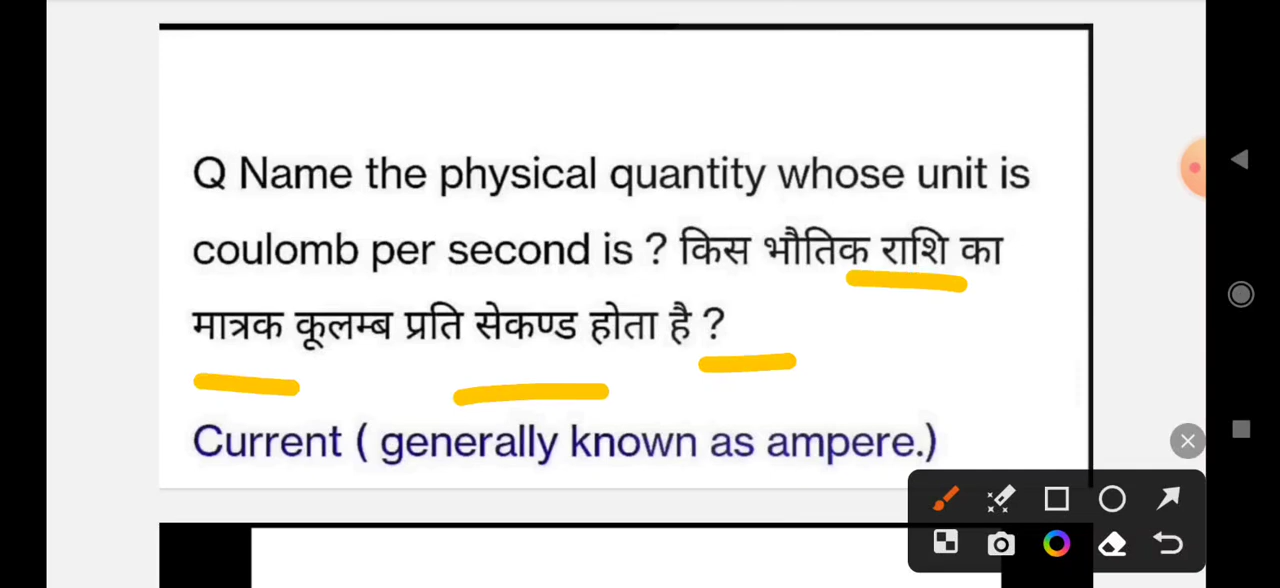 Q Name the physical quantity whose unit is
coulomb per second is ? किस भौतिक राशि का
मात्रक कूलम्ब प्रति सेकण्ड होता है ?
Current ( generally known as ampere.)